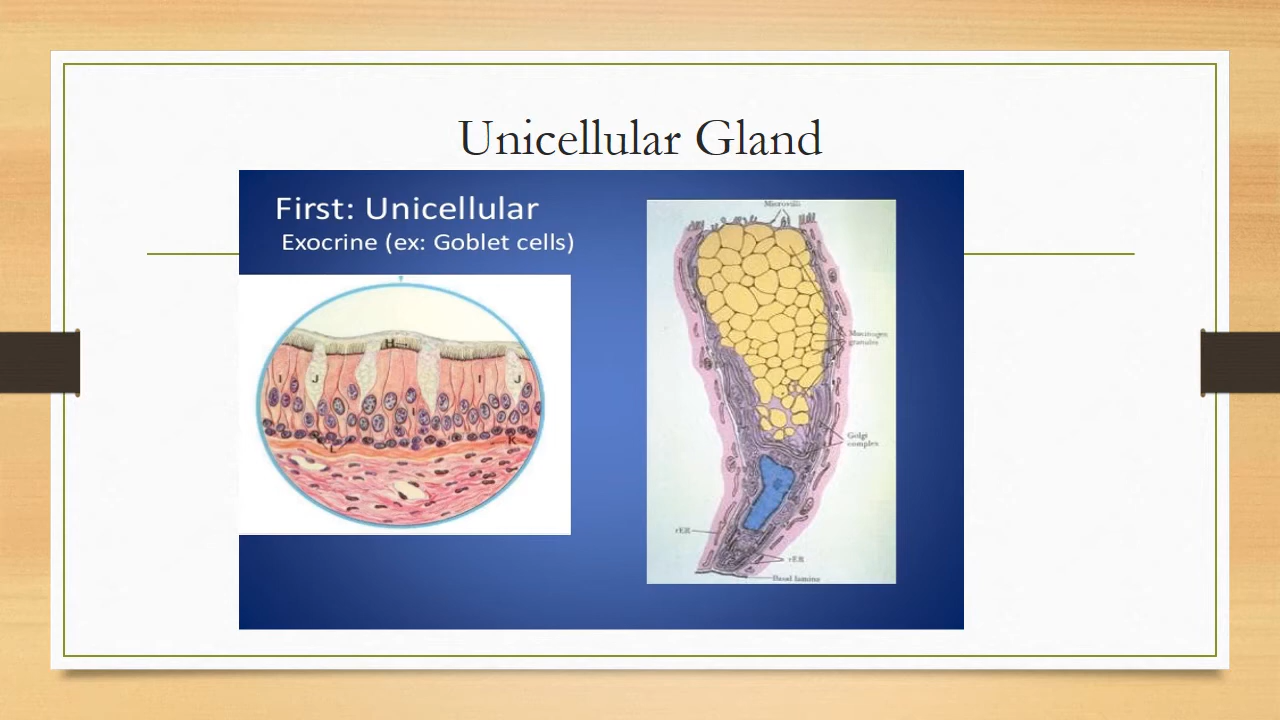 Unicellular Gland
First: Unicellular
Exocrine (ex: Goblet cells)
Microvilli
H
I
J
I
J
I
K
L
Mucinogen
granules
Golgi
complex
rER
rER
Basal lamina